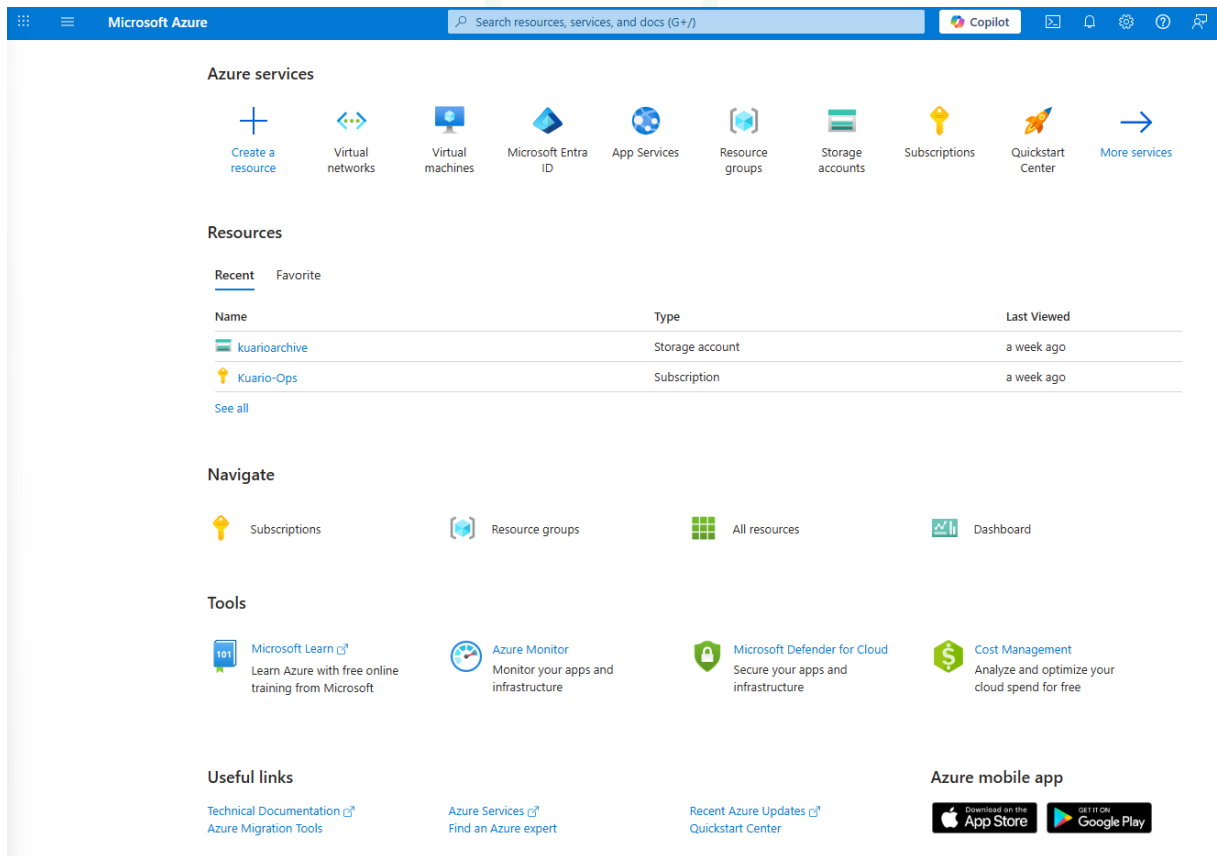 Microsoft Azure
Search resources, services, and docs (G+/)
Copilot
Azure services
Create a resource
Virtual networks
Virtual machines
Microsoft Entra ID
App Services
Resource groups
Storage accounts
Subscriptions
Quickstart Center
More services
Resources
Recent Favorite
Name Type Last Viewed
kuarioarchive Storage account a week ago
Kuario-Ops Subscription a week ago
See all
Navigate
Subscriptions Resource groups All resources Dashboard
Tools
101
Microsoft Learn
Learn Azure with free online
training from Microsoft
Azure Monitor
Monitor your apps and
infrastructure
Microsoft Defender for Cloud
Secure your apps and
infrastructure
Cost Management
Analyze and optimize your
cloud spend for free
Useful links
Technical Documentation
Azure Migration Tools
Azure Services
Find an Azure expert
Recent Azure Updates
Quickstart Center
Azure mobile app
Download on the
App Store
GET IT ON
Google Play